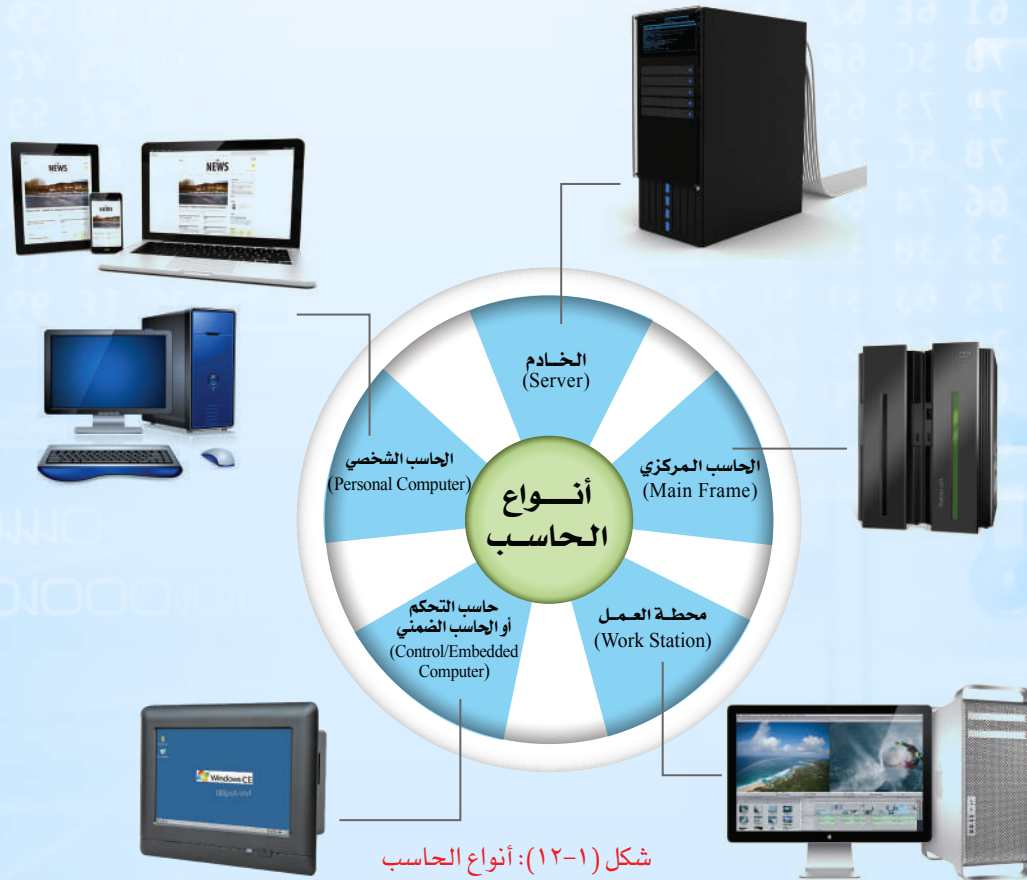 NEWS
NEWS
الخادم
(Server)
الحاسب الشخصي
(Personal Computer)
الحاسب المركزي
(Main Frame)
أنواع
الحاسب
حاسب التحكم
أو الحاسب الضمني
(Control/Embedded
Computer)
محطة العمل
(Work Station)
Windows CE
شكل (١-١٢): أنواع الحاسب